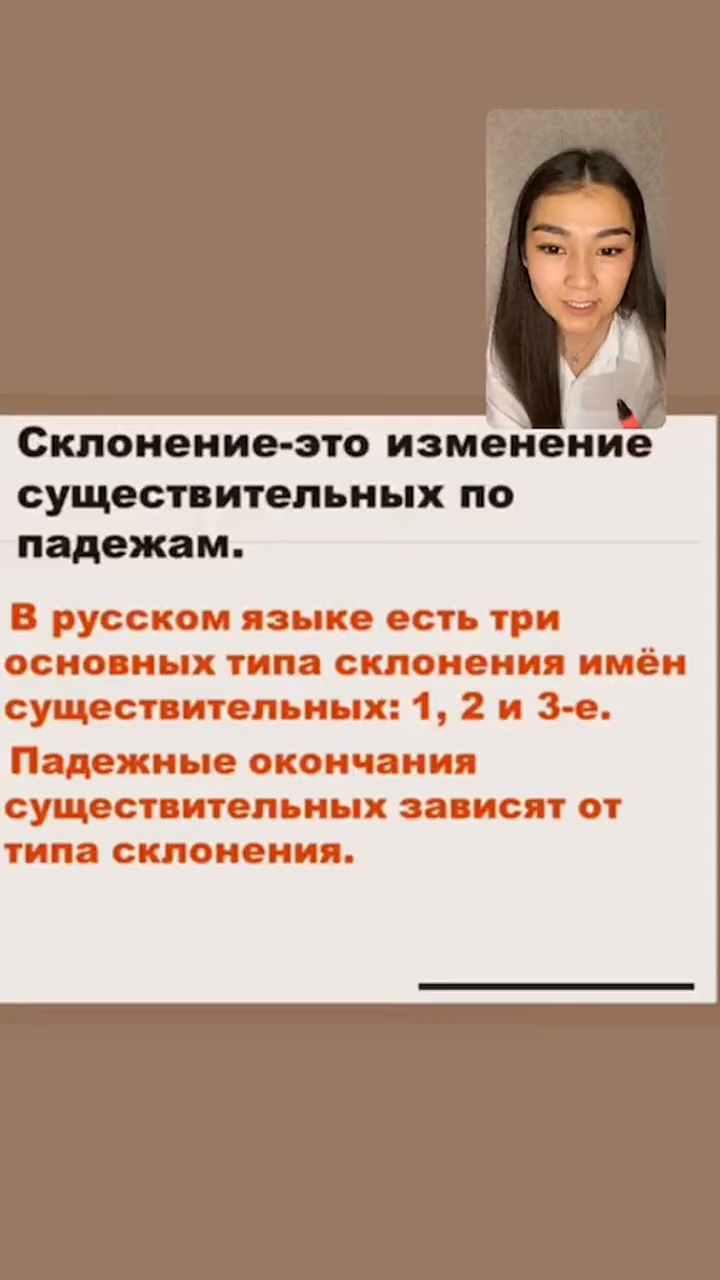 Склонение-это изменение
существительных по
падежам.
В русском языке есть три
основных типа склонения имён
существительных: 1, 2 и 3-е.
Падежные окончания
существительных зависят от
типа склонения.